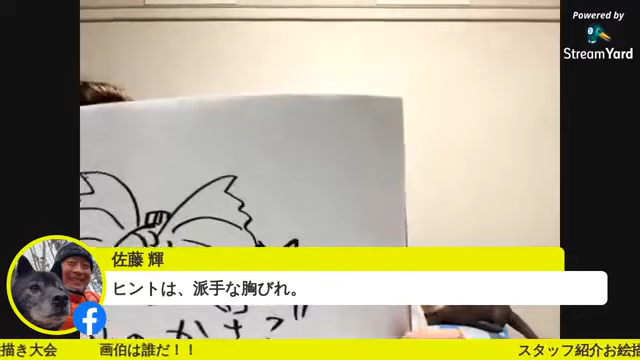 Powered by
StreamYard
佐藤 輝
ヒントは、派手な胸びれ。
描き大会
画伯は誰だ！！
スタッフ紹介お絵描